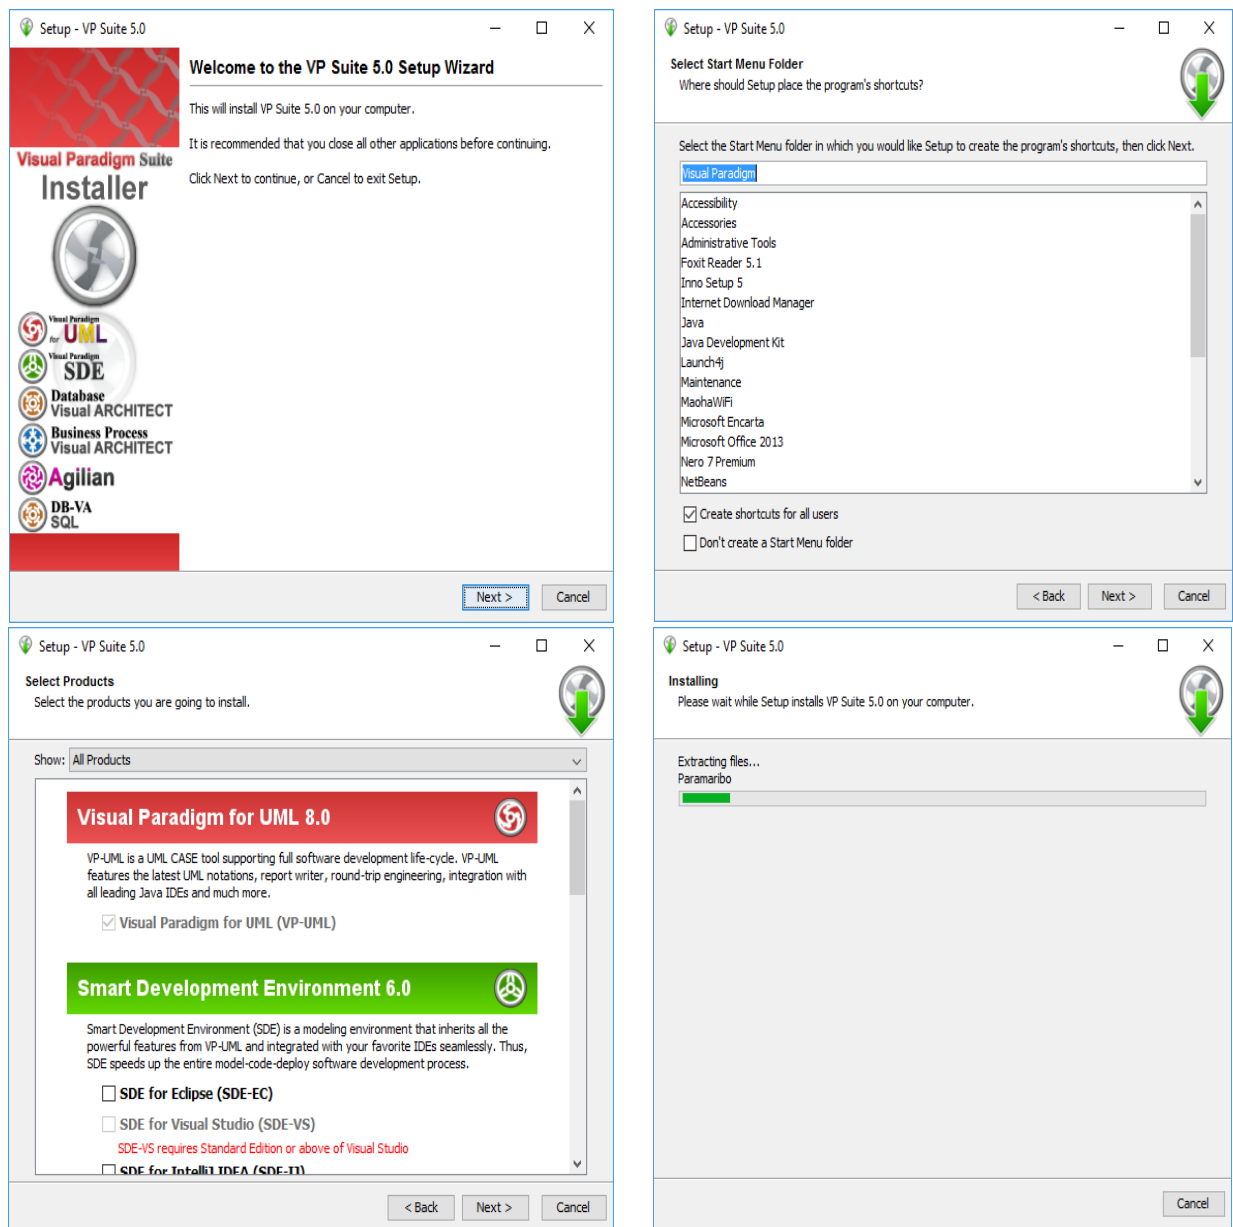 Setup - VP Suite 5.0
Welcome to the VP Suite 5.0 Setup Wizard
This will install VP Suite 5.0 on your computer.
It is recommended that you close all other applications before continuing.
Click Next to continue, or Cancel to exit Setup.
Visual Paradigm Suite
Installer
Visual Paradigm
for UML
Visual Paradigm
SDE
Database
Visual ARCHITECT
Business Process
Visual ARCHITECT
Agilian
DB-VA
SQL
Next >
Cancel
Setup - VP Suite 5.0
Select Start Menu Folder
Where should Setup place the program's shortcuts?
Select the Start Menu folder in which you would like Setup to create the program's shortcuts, then click Next.
Visual Paradigm
Accessibility
Accessories
Administrative Tools
Foxit Reader 5.1
Inno Setup 5
Internet Download Manager
Java
Java Development Kit
Launch4j
Maintenance
MaohaWiFi
Microsoft Encarta
Microsoft Office 2013
Nero 7 Premium
NetBeans
Create shortcuts for all users
Don't create a Start Menu folder
< Back
Next >
Cancel
Setup - VP Suite 5.0
Select Products
Select the products you are going to install.
Show: All Products
Visual Paradigm for UML 8.0
VP-UML is a UML CASE tool supporting full software development life-cycle. VP-UML
features the latest UML notations, report writer, round-trip engineering, integration with
all leading Java IDEs and much more.
Visual Paradigm for UML (VP-UML)
Smart Development Environment 6.0
Smart Development Environment (SDE) is a modeling environment that inherits all the
powerful features from VP-UML and integrated with your favorite IDEs seamlessly. Thus,
SDE speeds up the entire model-code-deploy software development process.
SDE for Eclipse (SDE-EC)
SDE for Visual Studio (SDE-VS)
SDE-VS requires Standard Edition or above of Visual Studio
SDE for IntelliJ IDEA (SDE-IJ)
< Back
Next >
Cancel
Setup - VP Suite 5.0
Installing
Please wait while Setup installs VP Suite 5.0 on your computer.
Extracting files...
Paramaribo
Cancel